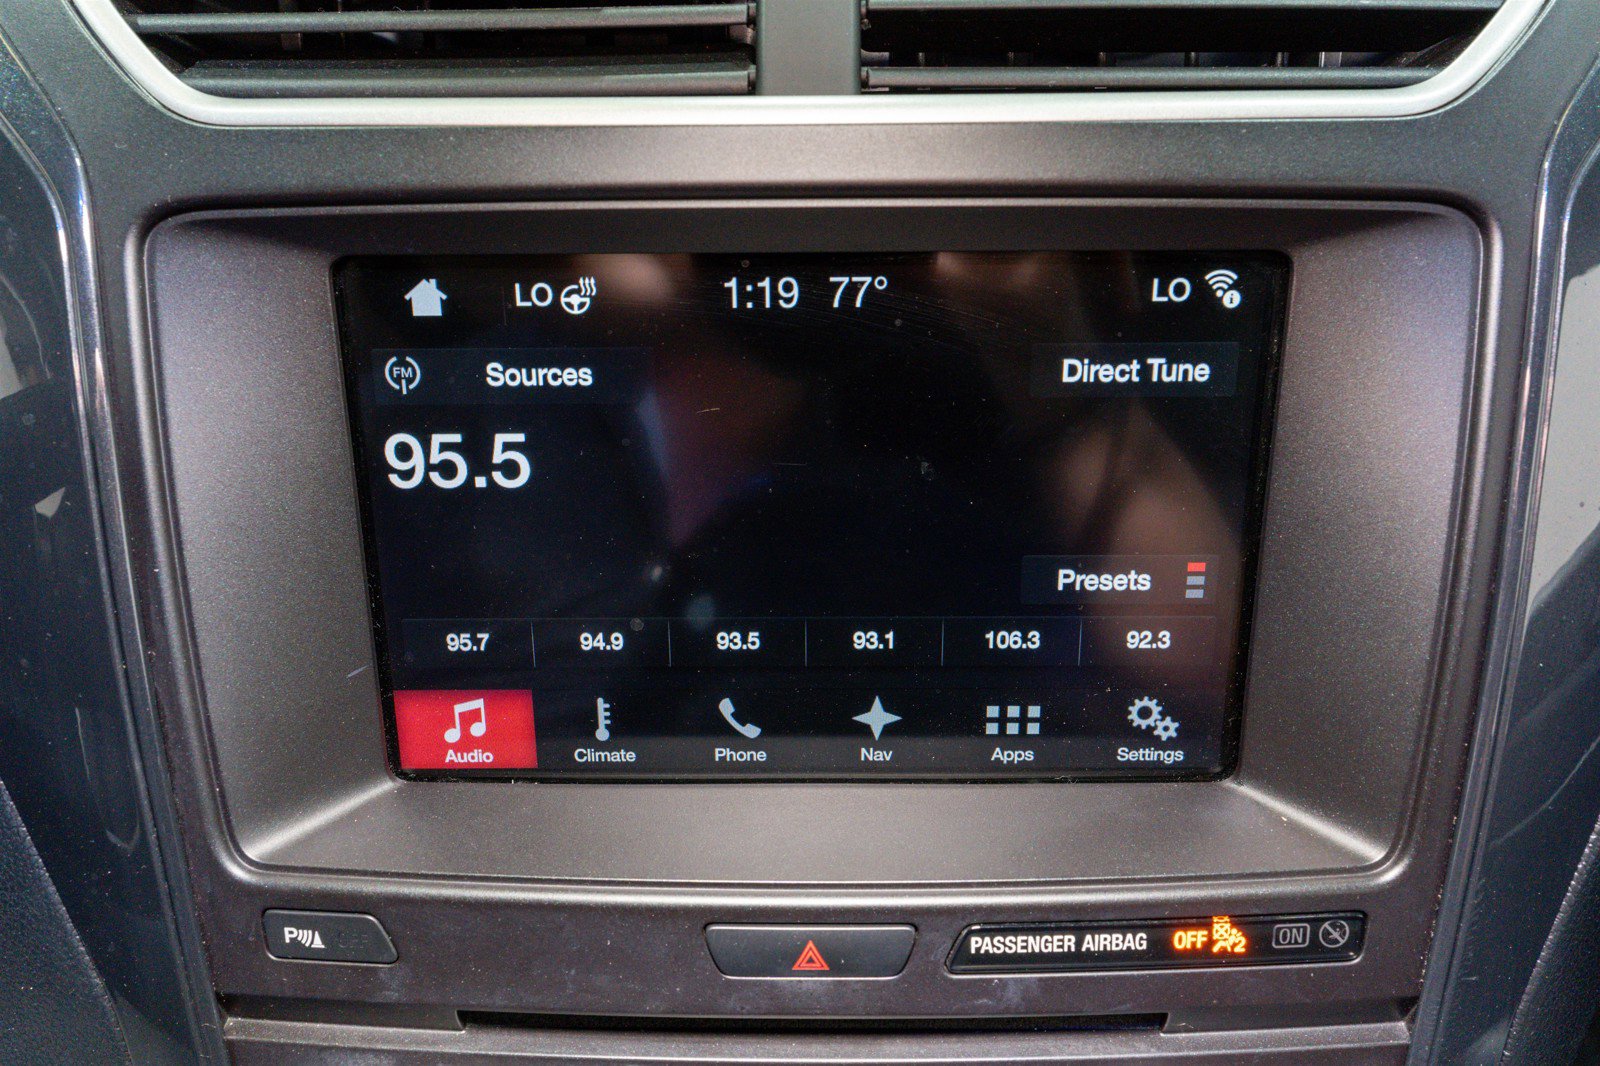 LO 1:19 77° LO
FM Sources Direct Tune
95.5
Presets
95.7 94.9 93.5 93.1 106.3 92.3
Audio Climate Phone Nav Apps Settings
P PASSENGER AIRBAG OFF 2 ON